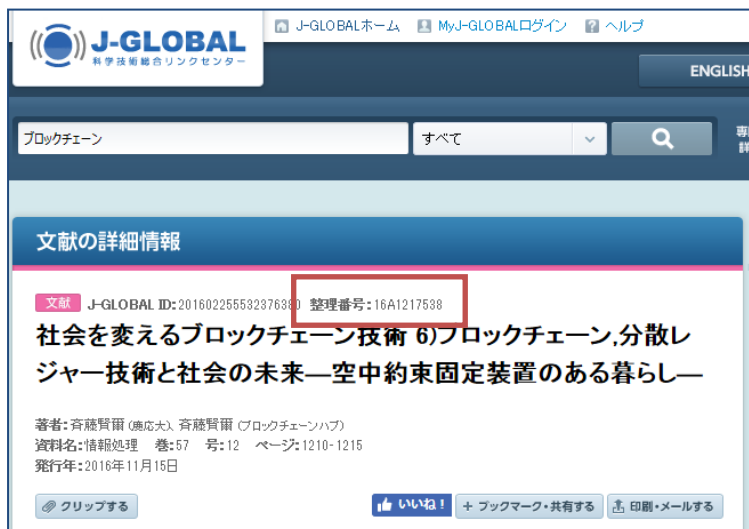 J-GLOBALホーム MyJ-GLOBALログイン ? ヘルプ
J-GLOBAL
科学技術総合リンクセンター
ENGLISH
ブロックチェーン すべて
文献の詳細情報
文献 J-GLOBAL ID:201602255532376380 整理番号:16A1217538
社会を変えるブロックチェーン技術 6)ブロックチェーン,分散レ
ジャー技術と社会の未来―空中約束固定装置のある暮らし―
著者:斉藤賢爾(慶応大), 斉藤賢爾(ブロックチェーンハブ)
資料名:情報処理 巻:57 号:12 ページ:1210-1215
発行年:2016年11月15日
クリップする いいね! + ブックマーク・共有する 印刷・メールする